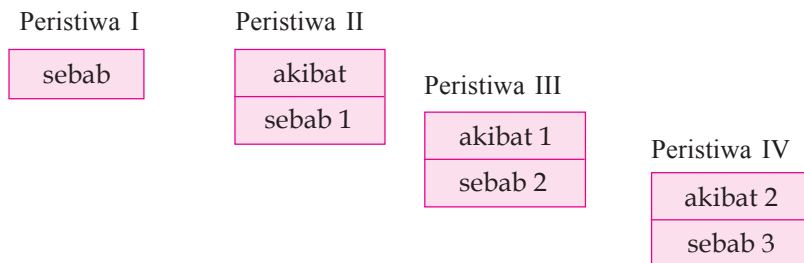 Peristiwa I
sebab
Peristiwa II
akibat
sebab 1
Peristiwa III
akibat 1
sebab 2
Peristiwa IV
akibat 2
sebab 3